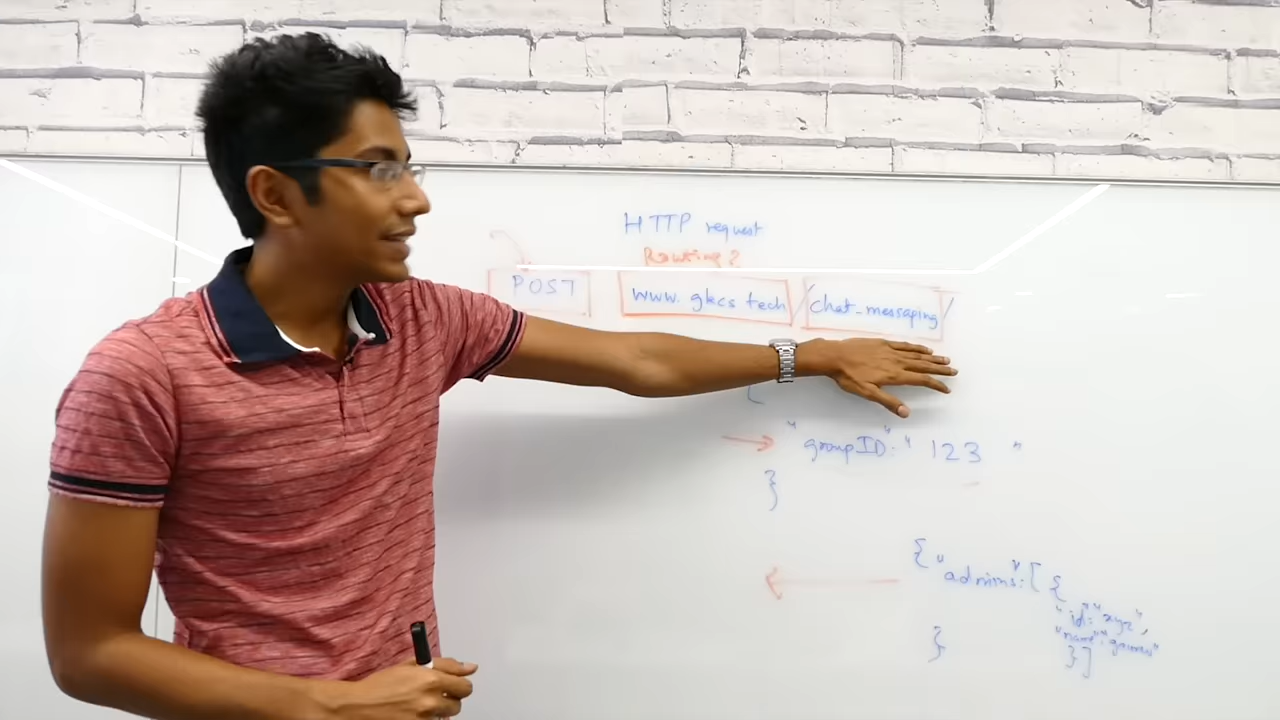 HTTP request
Routing?
POST www.gkcs tech/chat_messaging/
{
"groupID": "123"
}
{"admins":[{
"id":"xyz",
"name":"gaurav"
}]
}